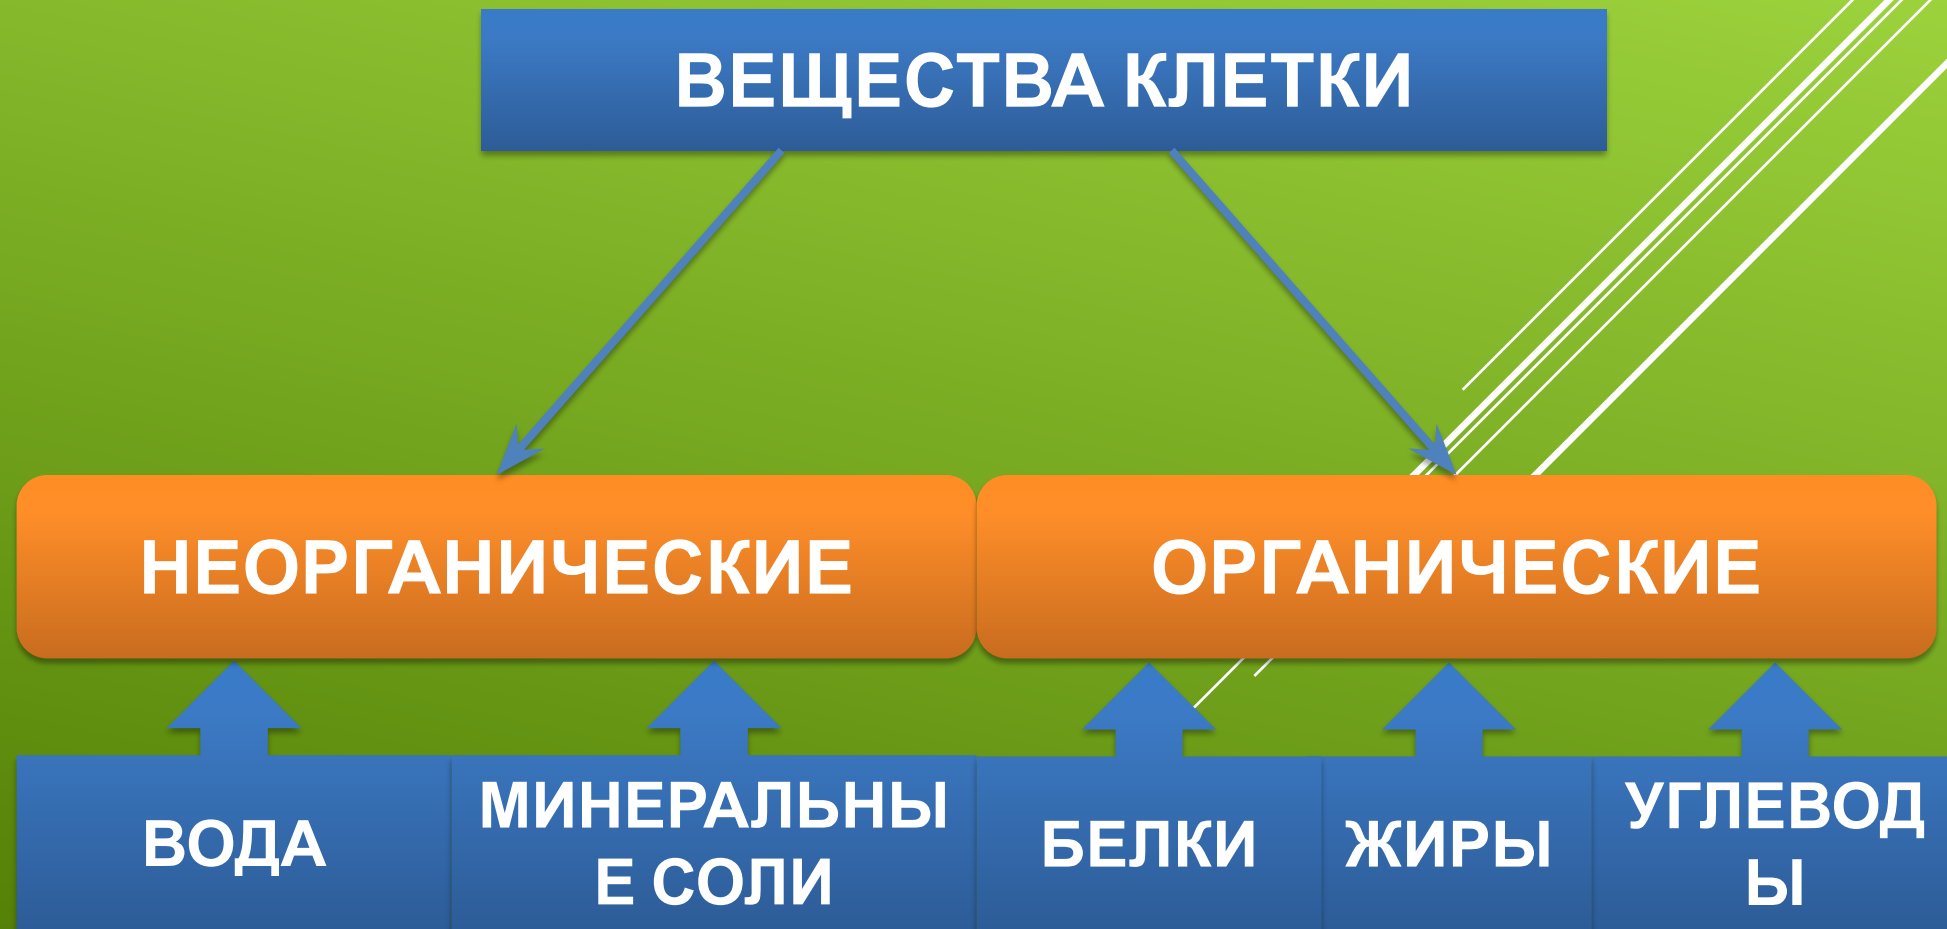 ВЕЩЕСТВА КЛЕТКИ
НЕОРГАНИЧЕСКИЕ
ОРГАНИЧЕСКИЕ
ВОДА
МИНЕРАЛЬНЫ
Е СОЛИ
БЕЛКИ
ЖИРЫ
УГЛЕВОД
Ы